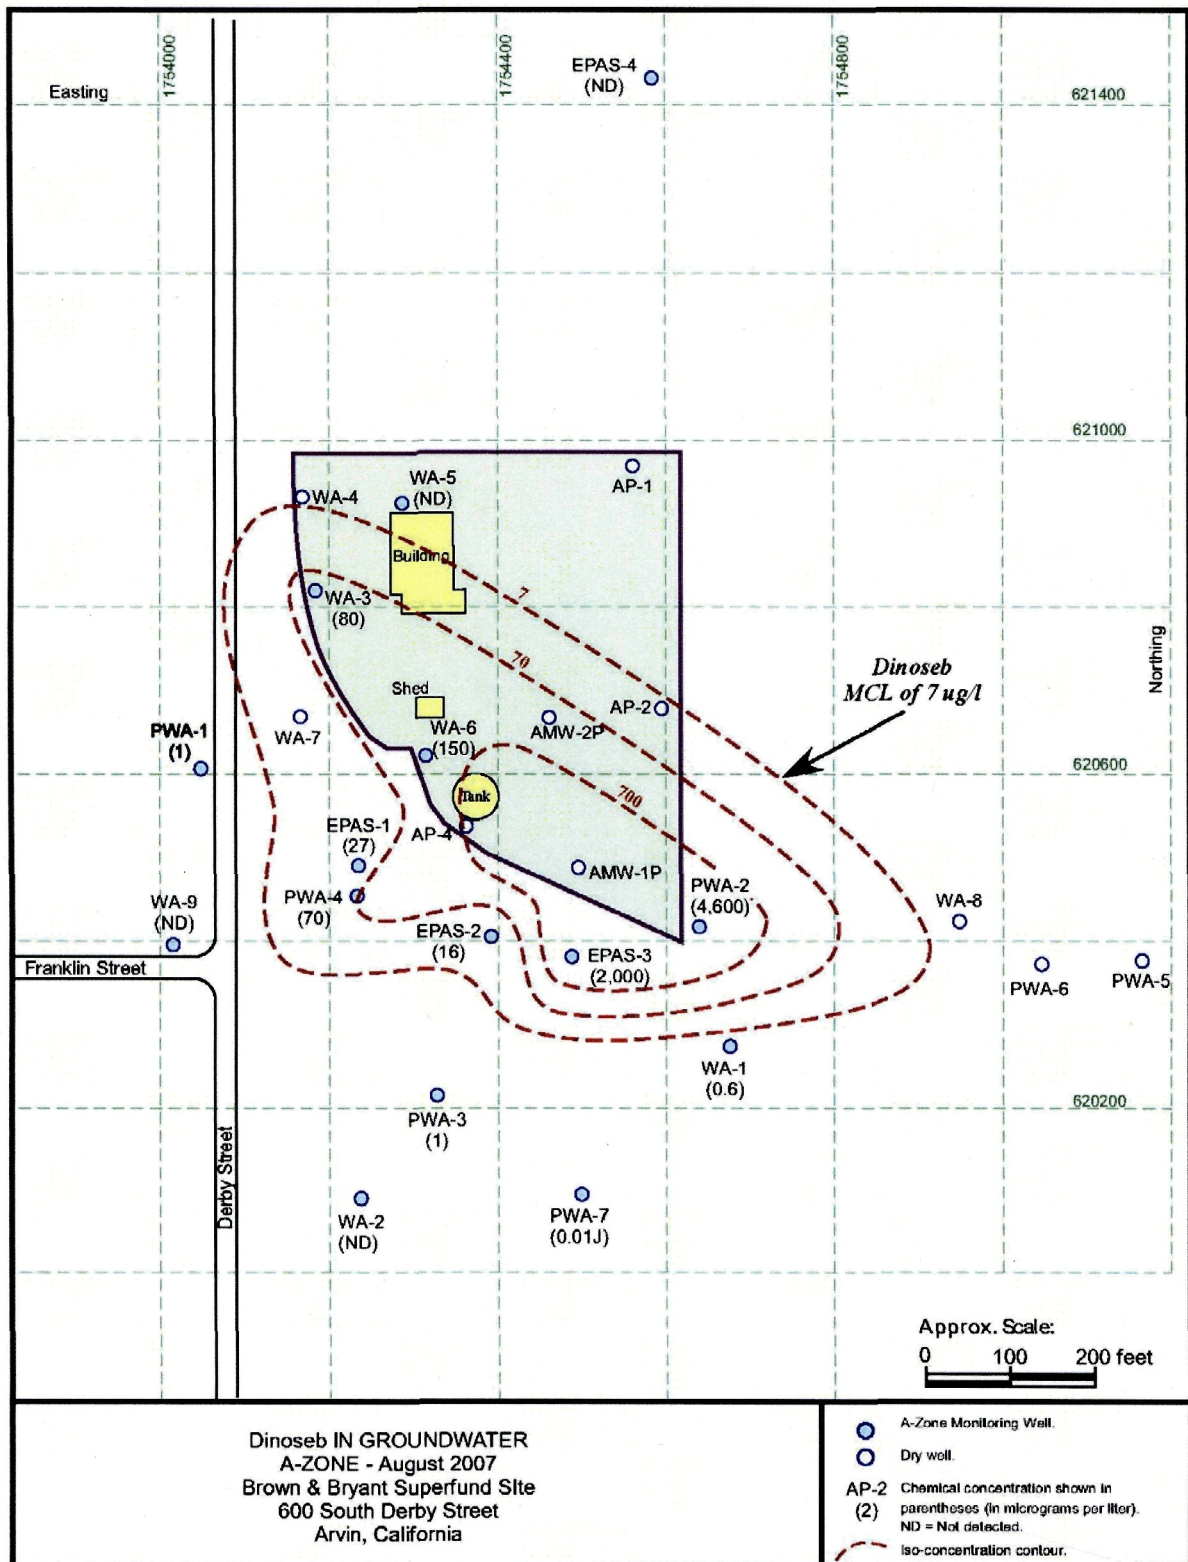 1754000
1754400
1754800
Easting
EPAS-4
(ND)
621400
621000
WA-4
WA-5
(ND)
AP-1
Building
WA-3
(80)
7
70
Northing
Dinoseb
MCL of 7 ug/l
Shed
WA-7
WA-6
(150)
AMW-2P
AP-2
PWA-1
(1)
620600
Tank
700
EPAS-1
(27)
AP-4
AMW-1P
PWA-4
(70)
PWA-2
(4,600)
WA-9
(ND)
WA-8
EPAS-2
(16)
EPAS-3
(2,000)
Franklin Street
PWA-6
PWA-5
WA-1
(0.6)
PWA-3
(1)
620200
Derby Street
WA-2
(ND)
PWA-7
(0.01J)
Approx. Scale:
0 100 200 feet
Dinoseb IN GROUNDWATER
A-ZONE - August 2007
Brown & Bryant Superfund Site
600 South Derby Street
Arvin, California
A-Zone Monitoring Well.
Dry well.
AP-2 Chemical concentration shown in
(2) parentheses (in micrograms per liter).
ND = Not detected.
Iso-concentration contour.